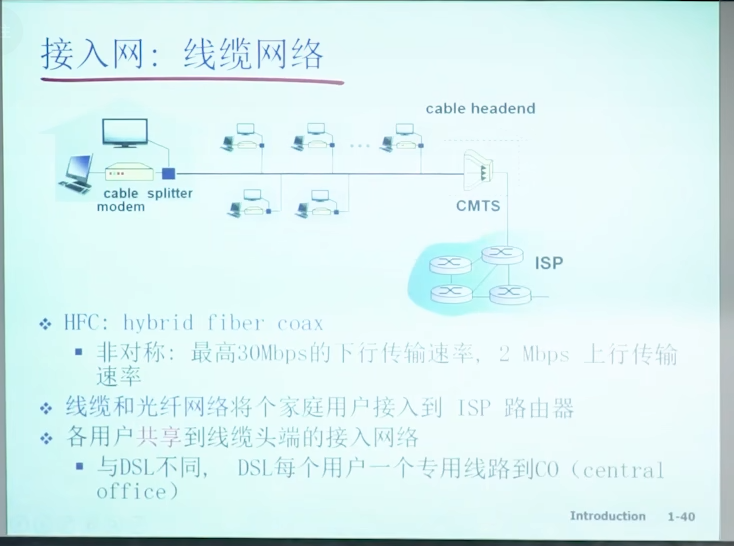 接入网：线缆网络
cable headend
cable splitter
modem
CMTS
ISP
HFC: hybrid fiber coax
非对称：最高30Mbps的下行传输速率, 2 Mbps 上行传输
速率
线缆和光纤网络将个家庭用户接入到 ISP 路由器
各用户共享到线缆头端的接入网络
与DSL不同， DSL每个用户一个专用线路到CO（central
office）
Introduction 1-40